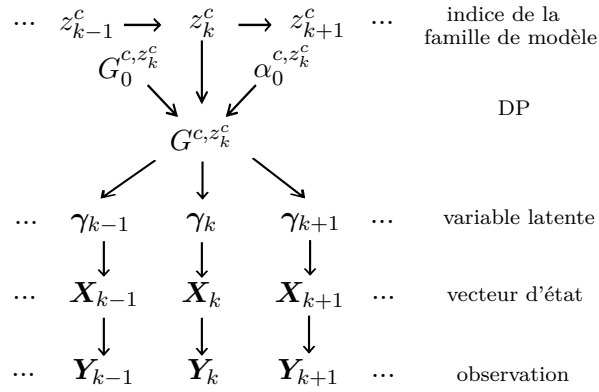 ... z^c_{k-1} → z^c_k → z^c_{k+1} ... indice de la
famille de modèle
G_0^{c,z^c_k} α_0^{c,z^c_k}
DP
G^{c,z^c_k}
... γ_{k-1} γ_k γ_{k+1} ... variable latente
... X_{k-1} X_k X_{k+1} ... vecteur d'état
... Y_{k-1} Y_k Y_{k+1} ... observation